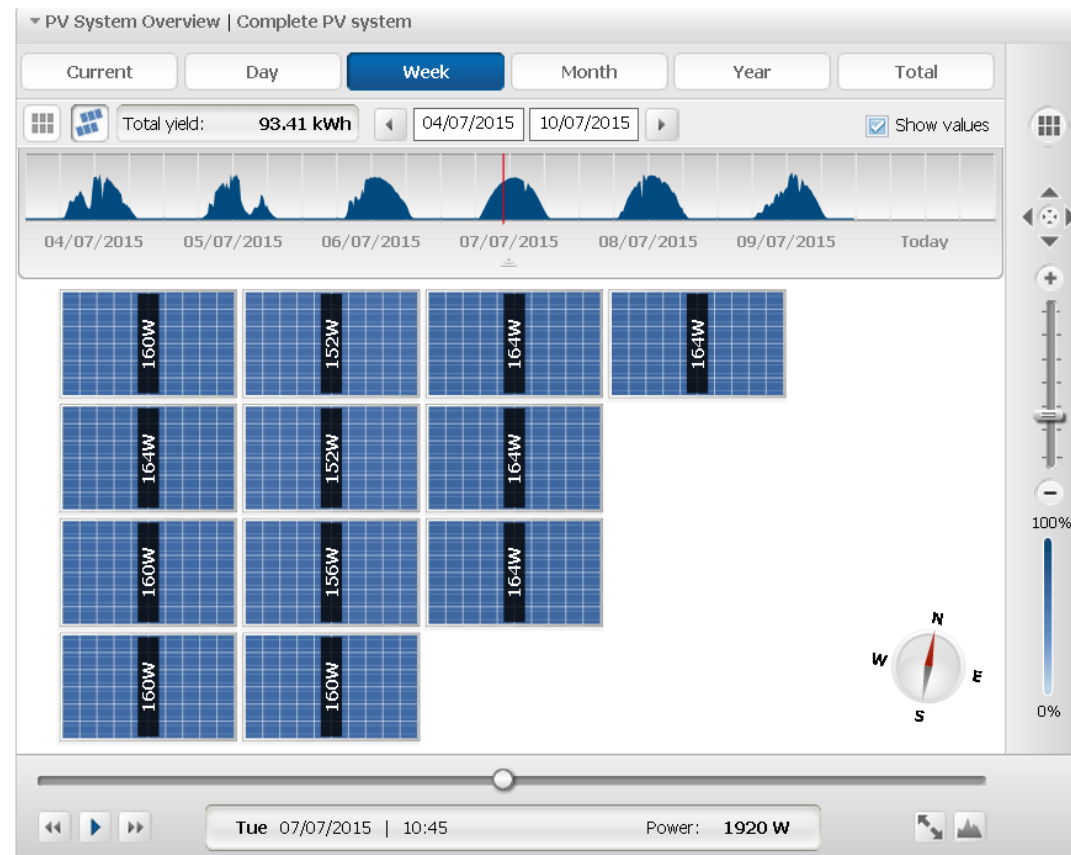 PV System Overview | Complete PV system
Current Day Week Month Year Total
Total yield: 93.41 kWh 04/07/2015 10/07/2015 Show values
04/07/2015 05/07/2015 06/07/2015 07/07/2015 08/07/2015 09/07/2015 Today
160W 152W 164W 164W
164W 152W 164W
160W 156W 164W
160W 160W
100%
0%
N
W E
S
Tue 07/07/2015 | 10:45 Power: 1920 W